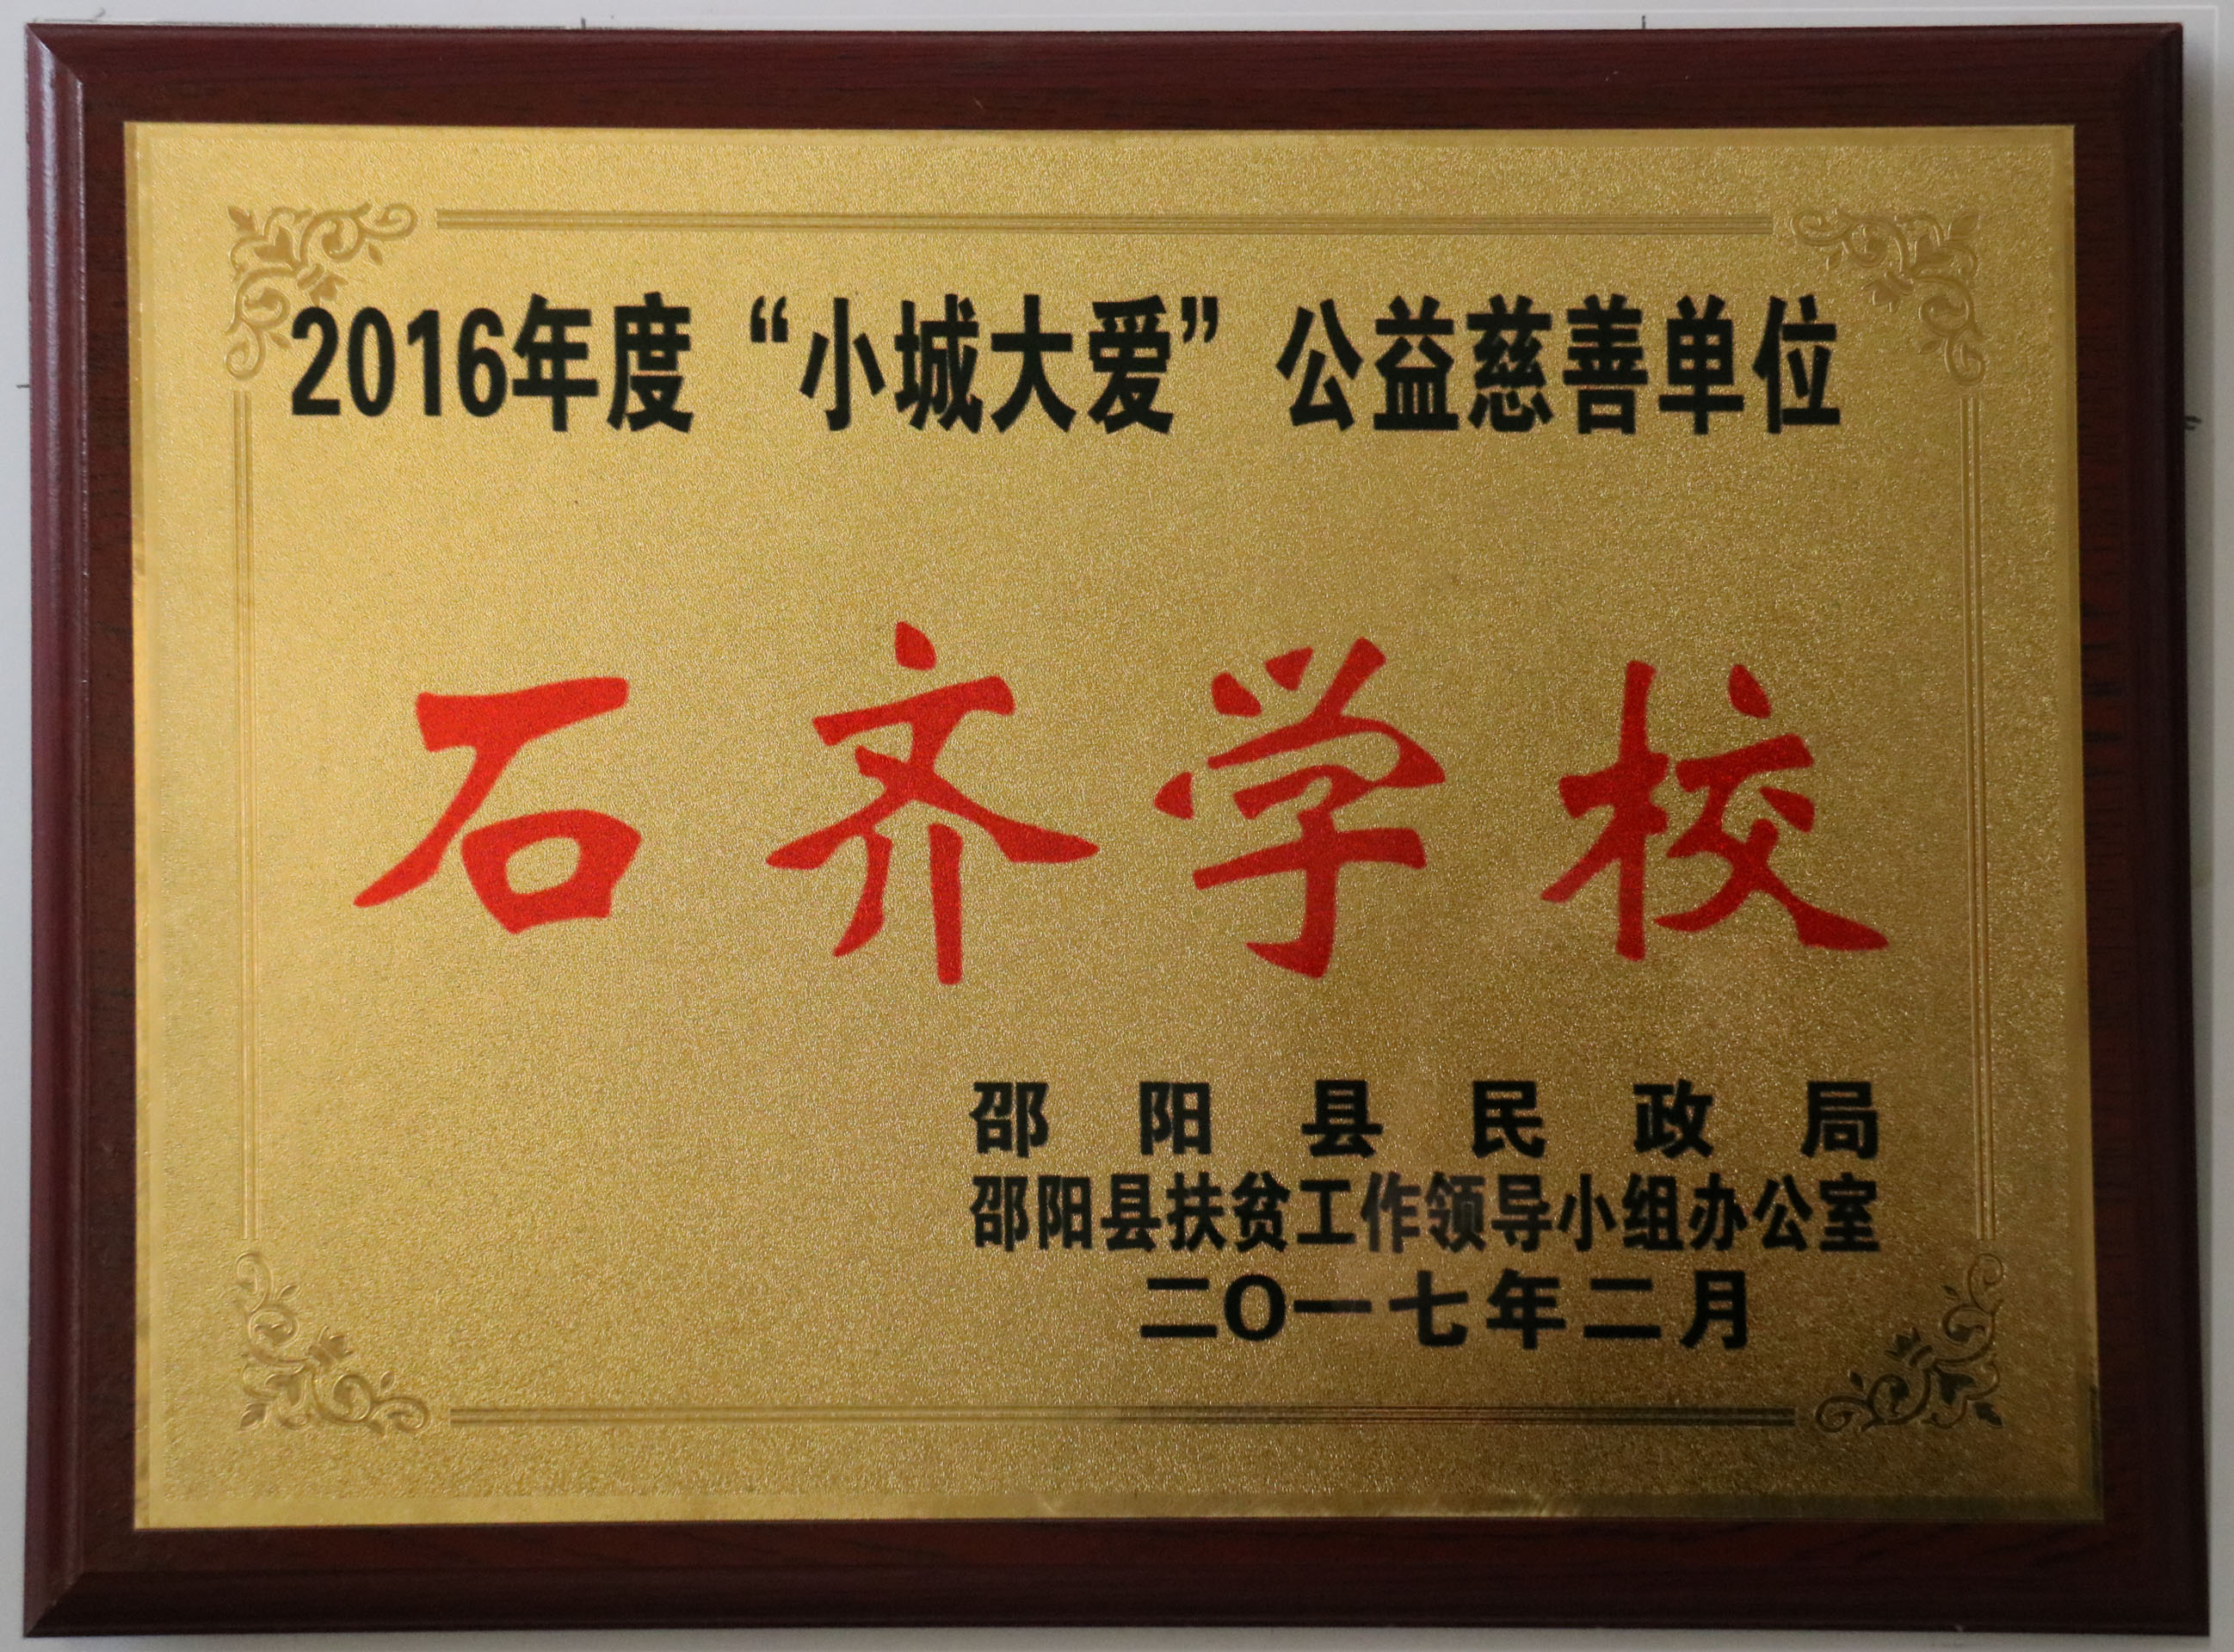 2016年度“小城大爱”公益慈善单位
石齐学校
邵阳县民政局
邵阳县扶贫工作领导小组办公室
二O一七年二月